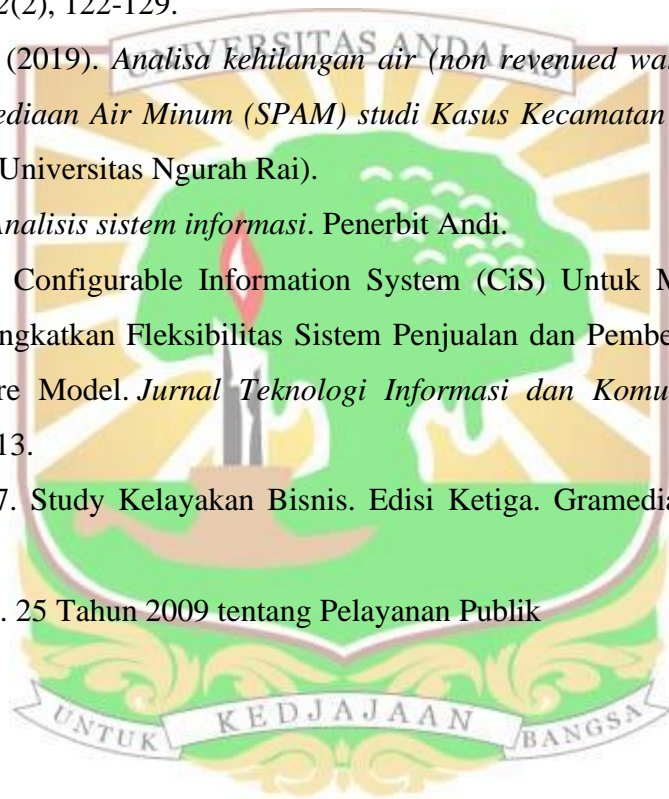 2(2), 122-129.
UNIVERSITAS ANDALAS
(2019). Analisa kehilangan air (non revenued wa
ediaan Air Minum (SPAM) studi Kasus Kecamatan
Universitas Ngurah Rai).
Analisis sistem informasi. Penerbit Andi.
Configurable Information System (CiS) Untuk M
ngkatkan Fleksibilitas Sistem Penjualan dan Pembe
re Model. Jurnal Teknologi Informasi dan Komu
13.
7. Study Kelayakan Bisnis. Edisi Ketiga. Gramedia
. 25 Tahun 2009 tentang Pelayanan Publik
UNTUK KEDJAJAAN BANGSA